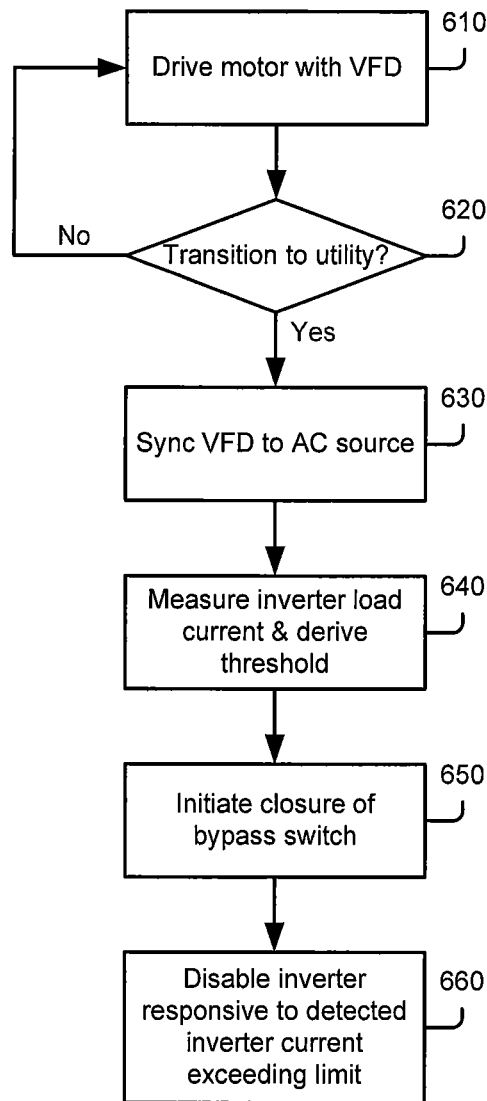 610
Drive motor with VFD
620
No
Transition to utility?
Yes
630
Sync VFD to AC source
640
Measure inverter load
current & derive
threshold
650
Initiate closure of
bypass switch
660
Disable inverter
responsive to detected
inverter current
exceeding limit